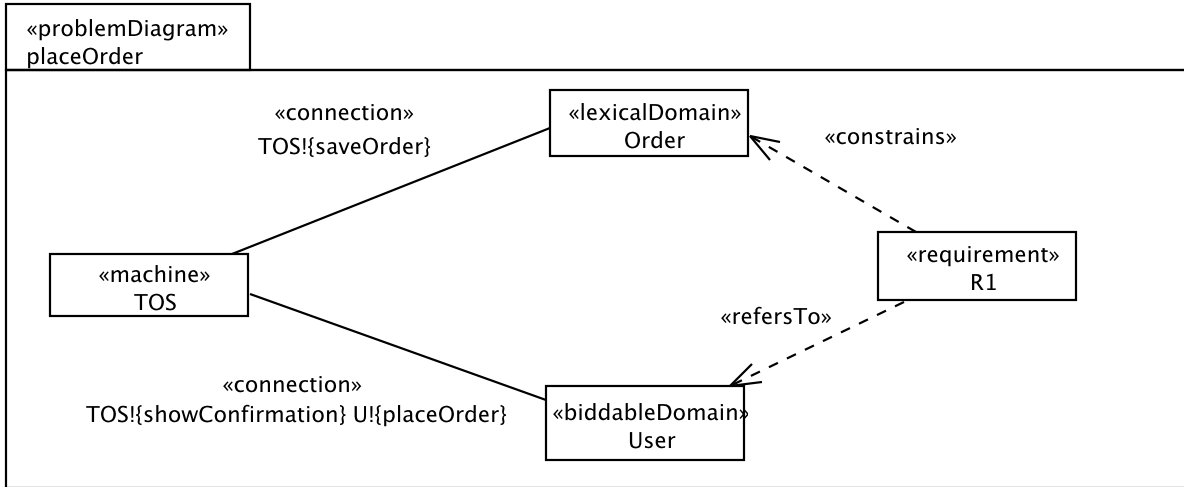 «problemDiagram»
placeOrder
«connection»
TOS!{saveOrder}
«lexicalDomain»
Order
«constrains»
«machine»
TOS
«requirement»
R1
«refersTo»
«connection»
TOS!{showConfirmation} U!{placeOrder}
«biddableDomain»
User